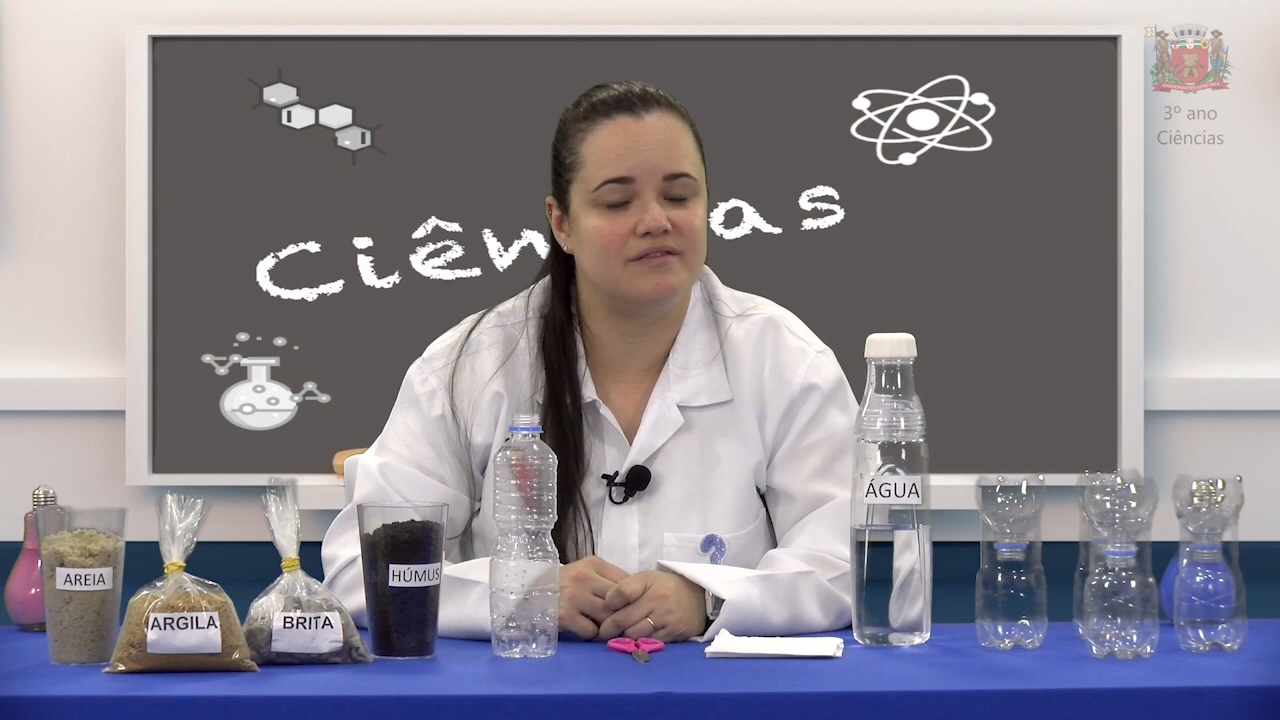 3º ano
Ciências
Ciên as
ÁGUA
AREIA
ARGILA
BRITA
HÚMUS